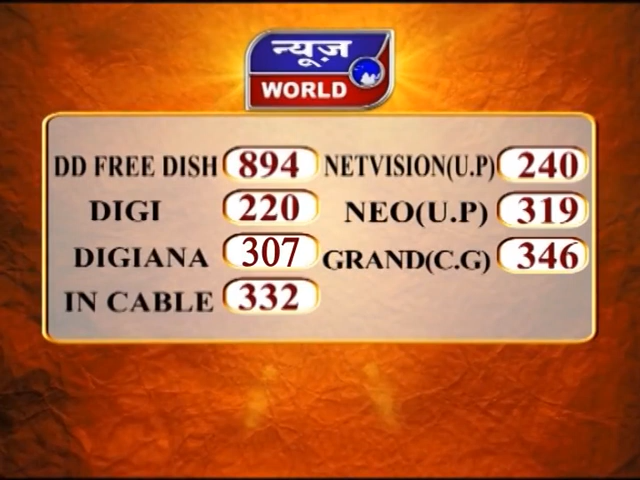 न्यूज़
WORLD
DD FREE DISH 894 NETVISION(U.P) 240
DIGI 220 NEO(U.P) 319
DIGIANA 307 GRAND(C.G) 346
IN CABLE 332